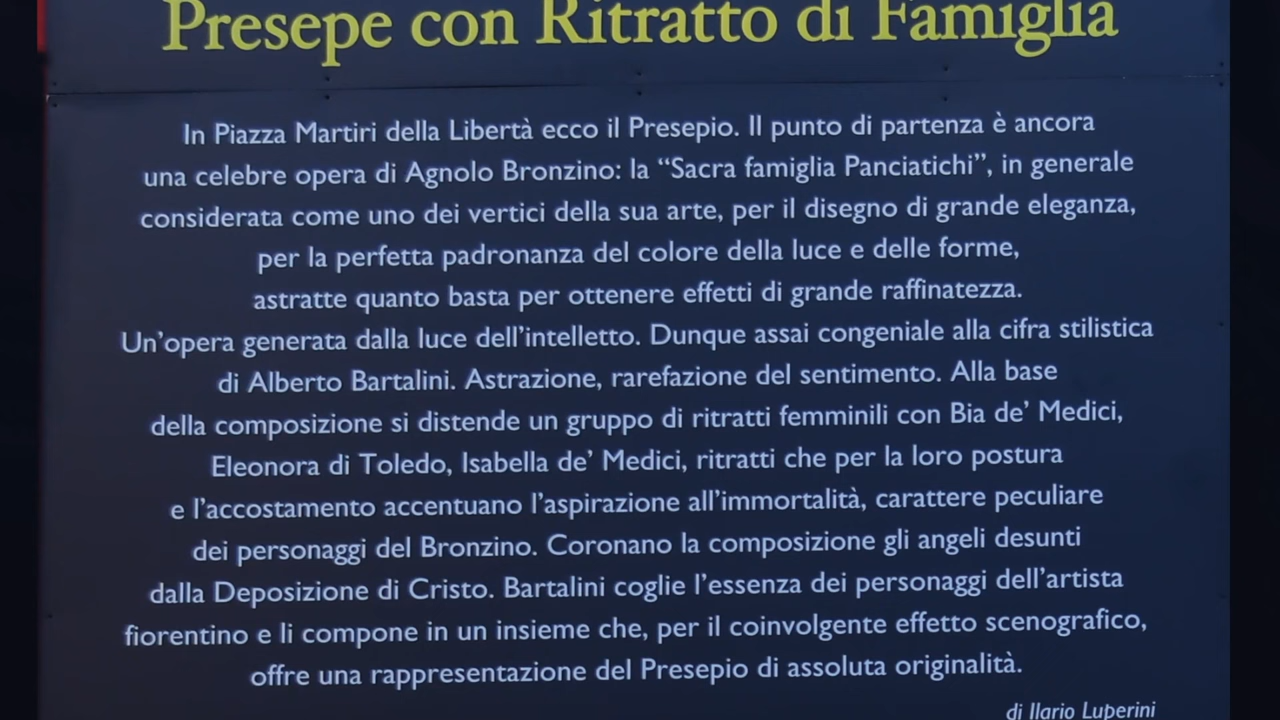 Presepe con Ritratto di Famiglia
In Piazza Martiri della Libertà ecco il Presepio. Il punto di partenza è ancora
una celebre opera di Agnolo Bronzino: la “Sacra famiglia Panciatichi”, in generale
considerata come uno dei vertici della sua arte, per il disegno di grande eleganza,
per la perfetta padronanza del colore della luce e delle forme,
astratte quanto basta per ottenere effetti di grande raffinatezza.
Un’opera generata dalla luce dell’intelletto. Dunque assai congeniale alla cifra stilistica
di Alberto Bartalini. Astrazione, rarefazione del sentimento. Alla base
della composizione si distende un gruppo di ritratti femminili con Bia de’ Medici,
Eleonora di Toledo, Isabella de’ Medici, ritratti che per la loro postura
e l’accostamento accentuano l’aspirazione all’immortalità, carattere peculiare
dei personaggi del Bronzino. Coronano la composizione gli angeli desunti
dalla Deposizione di Cristo. Bartalini coglie l’essenza dei personaggi dell’artista
fiorentino e li compone in un insieme che, per il coinvolgente effetto scenografico,
offre una rappresentazione del Presepio di assoluta originalità.
di Ilario Luperini